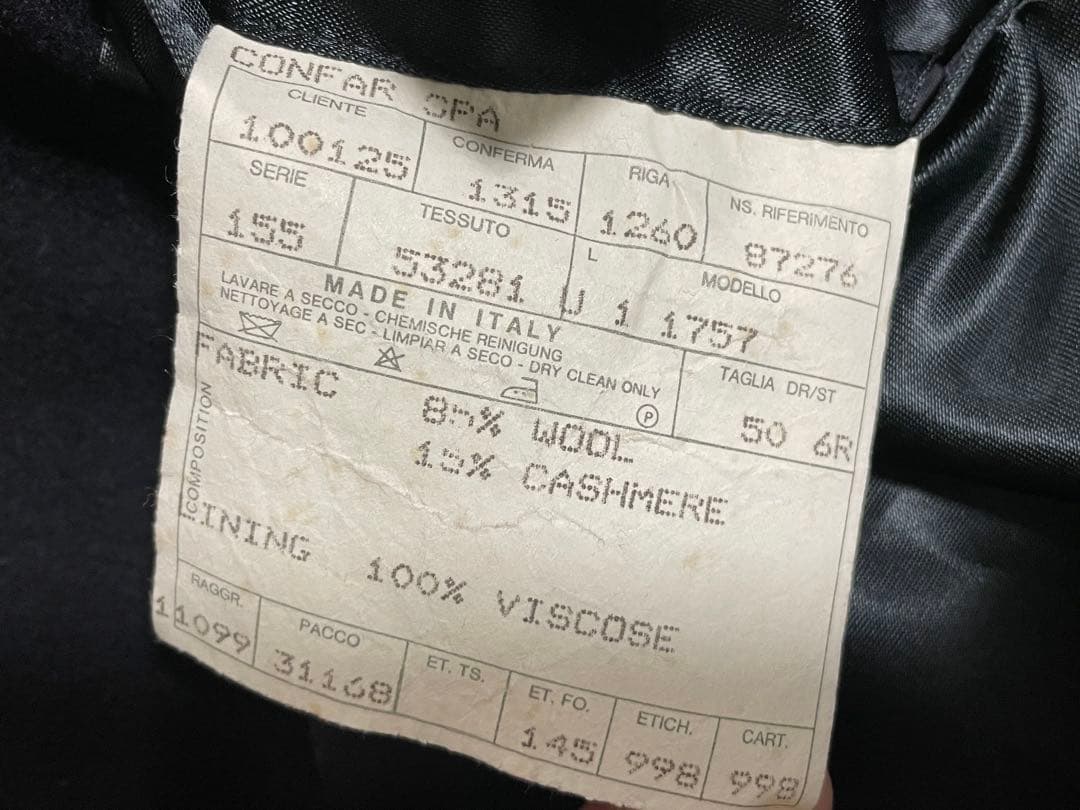 CONFAR SPA
CLIENTE CONFERMA RIGA NS. RIFERIMENTO
100125 1315 1260 87276
SERIE TESSUTO L MODELLO
155 53281 U 1 11757
MADE IN ITALY
LAVARE A SECCO - CHEMISCHE REINIGUNG
NETTOYAGE A SEC - LIMPIAR A SECO - DRY CLEAN ONLY
P
TAGLIA DR/ST
50 6R
COMPOSITION
FABRIC 85% WOOL
15% CASHMERE
LINING 100% VISCOSE
RAGGR. PACCO ET. TS. ET. FO. ETICH. CART.
11099 31168 145 998 998